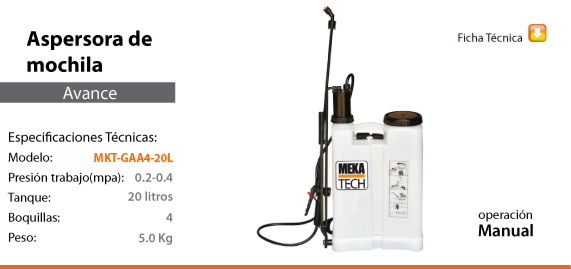 Aspersora de
mochila
Avance
Ficha Técnica
Especificaciones Técnicas:
Modelo: MKT-GAA4-20L
Presión trabajo(mpa): 0.2-0.4
Tanque: 20 litros
Boquillas: 4
Peso: 5.0 Kg
MEKA
TECH
operación
Manual